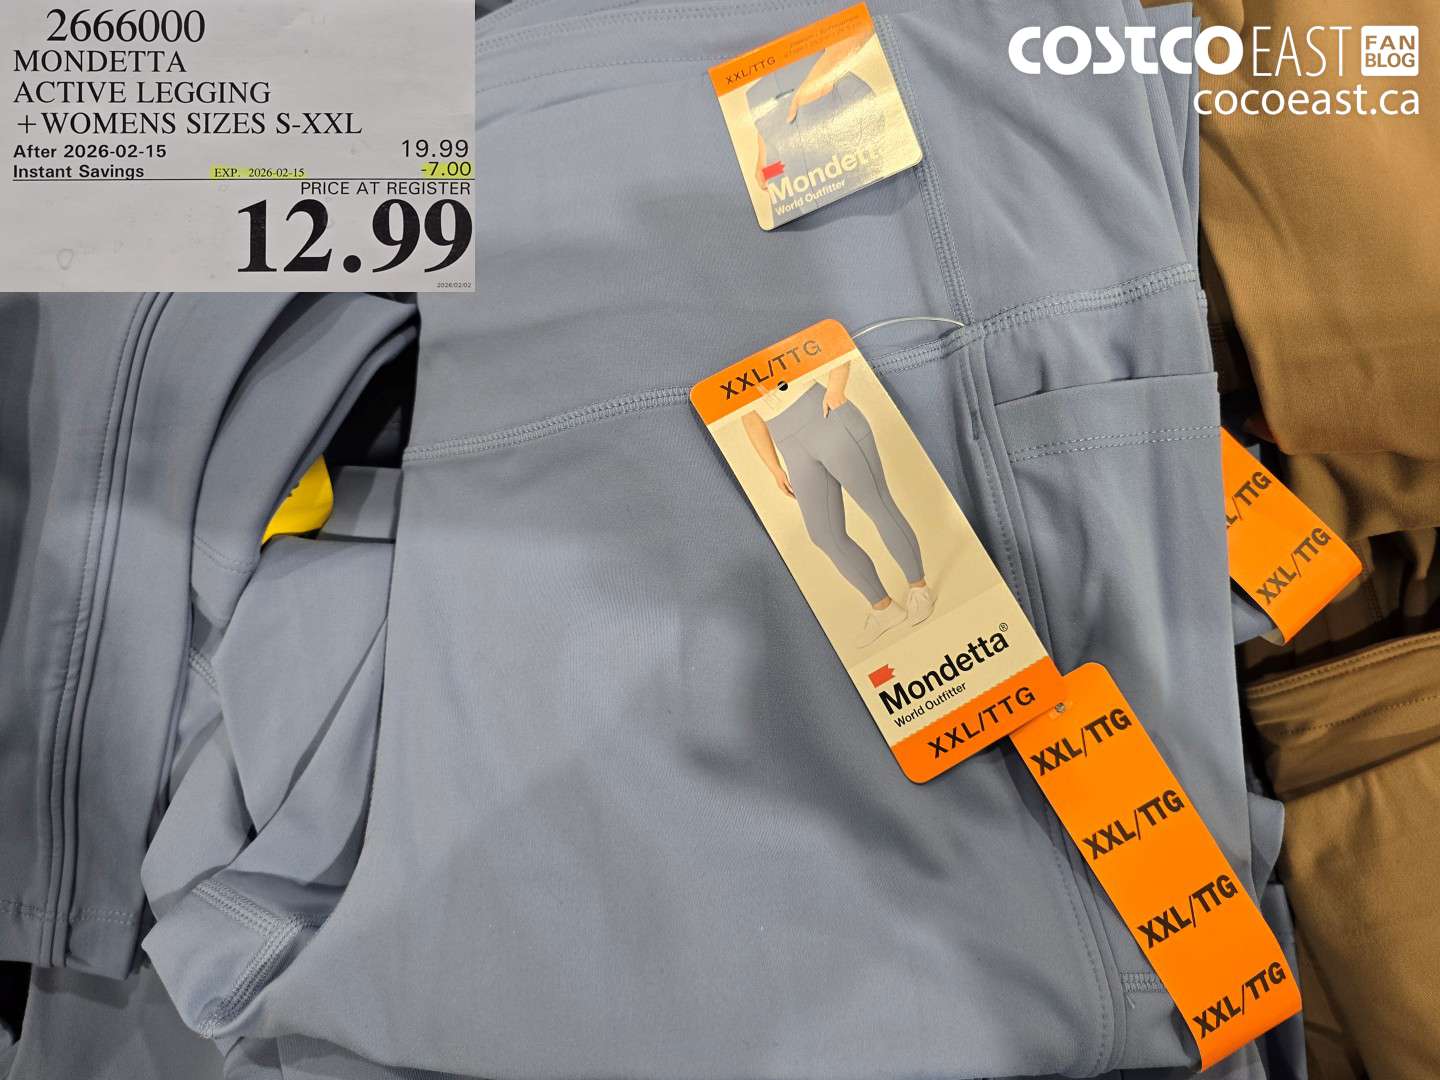 2666000
MONDETTA
ACTIVE LEGGING
+WOMENS SIZES S-XXL
After 2026-02-15 19.99
Instant Savings EXP. 2026-02-15 -7.00
PRICE AT REGISTER
12.99
2026/02/02
COSTCO EAST FAN BLOG
cocoeast.ca
XXL/TTG
Mondetta
World Outfitter
XXL/TTG
Mondetta®
World Outfitter
XXL/TTG
XXL/TTG
XXL/TTG
XXL/TTG
XXL/TTG
XL/TTG
XXL/TTG